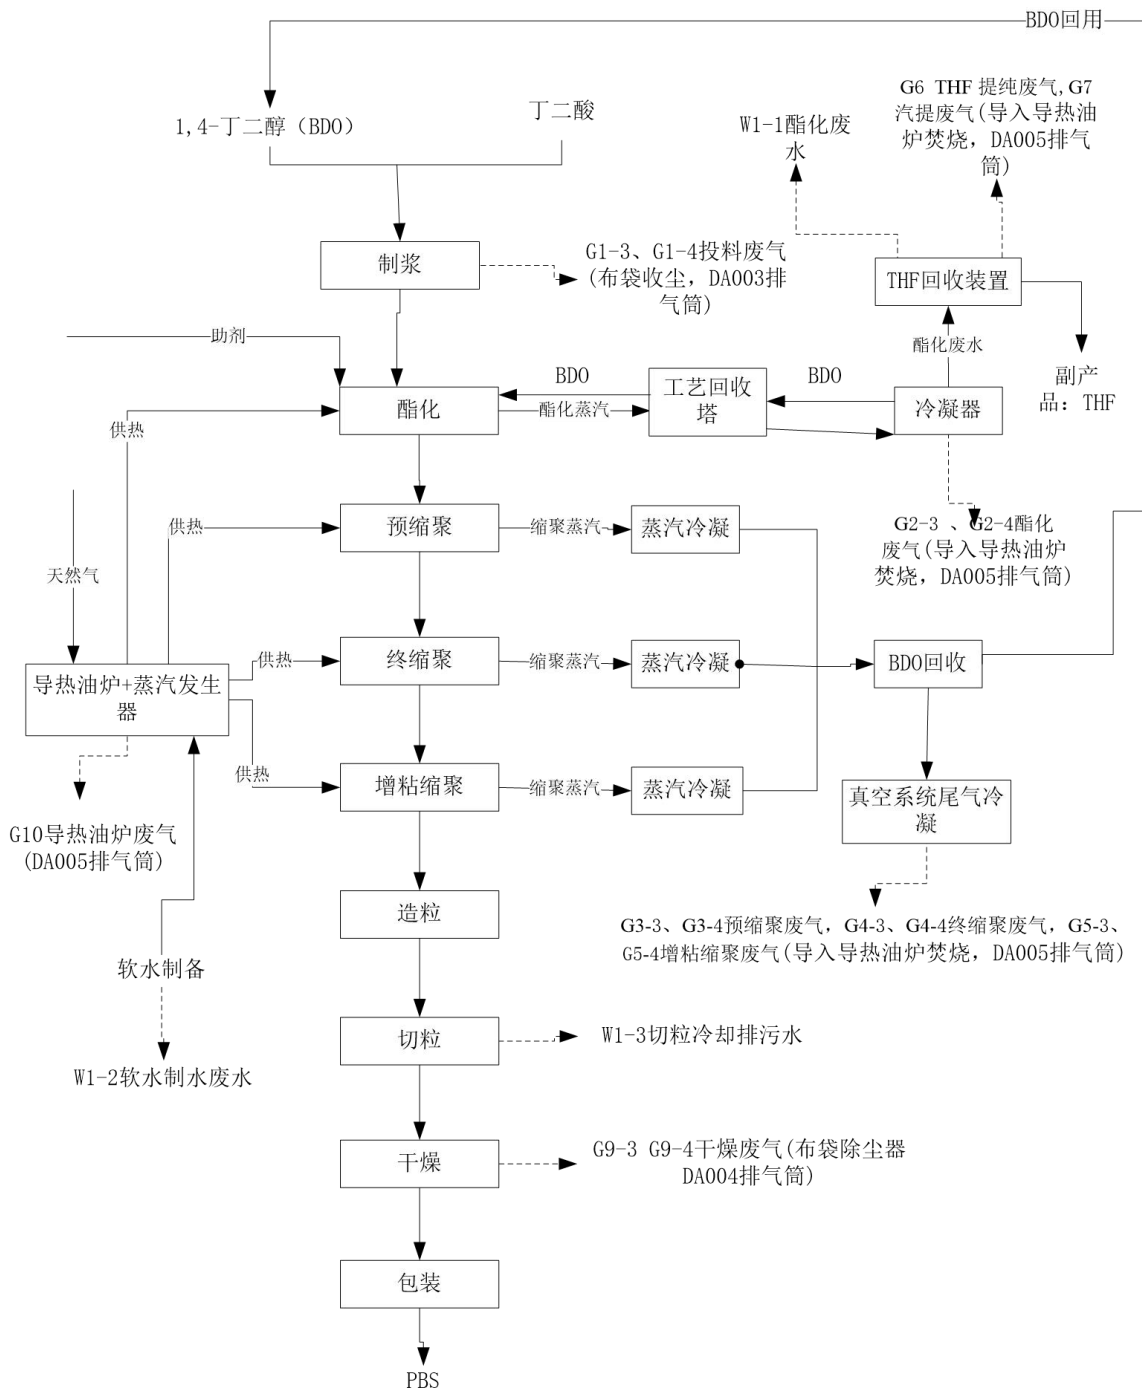 BDO回用
G6 THF 提纯废气,G7
汽提废气(导入导热油
炉焚烧，DA005排气
筒)
丁二酸
W1-1酯化废
水
1,4-丁二醇（BDO）
制浆
G1-3、G1-4投料废气
(布袋收尘，DA003排
气筒)
THF回收装置
助剂
酯化废水
副产
品：THF
BDO
BDO
酯化
酯化蒸汽
工艺回收
塔
冷凝器
供热
供热
预缩聚
缩聚蒸汽
蒸汽冷凝
G2-3 、G2-4酯化
废气(导入导热油炉
焚烧，DA005排气筒)
天然气
供热
终缩聚
缩聚蒸汽
蒸汽冷凝
BDO回收
导热油炉+蒸汽发生
器
供热
增粘缩聚
缩聚蒸汽
蒸汽冷凝
真空系统尾气冷
凝
G10导热油炉废气
(DA005排气筒)
造粒
G3-3、G3-4预缩聚废气，G4-3、G4-4终缩聚废气，G5-3、
G5-4增粘缩聚废气(导入导热油炉焚烧，DA005排气筒)
软水制备
切粒
W1-3切粒冷却排污水
W1-2软水制水废水
干燥
G9-3 G9-4干燥废气(布袋除尘器
DA004排气筒)
包装
PBS